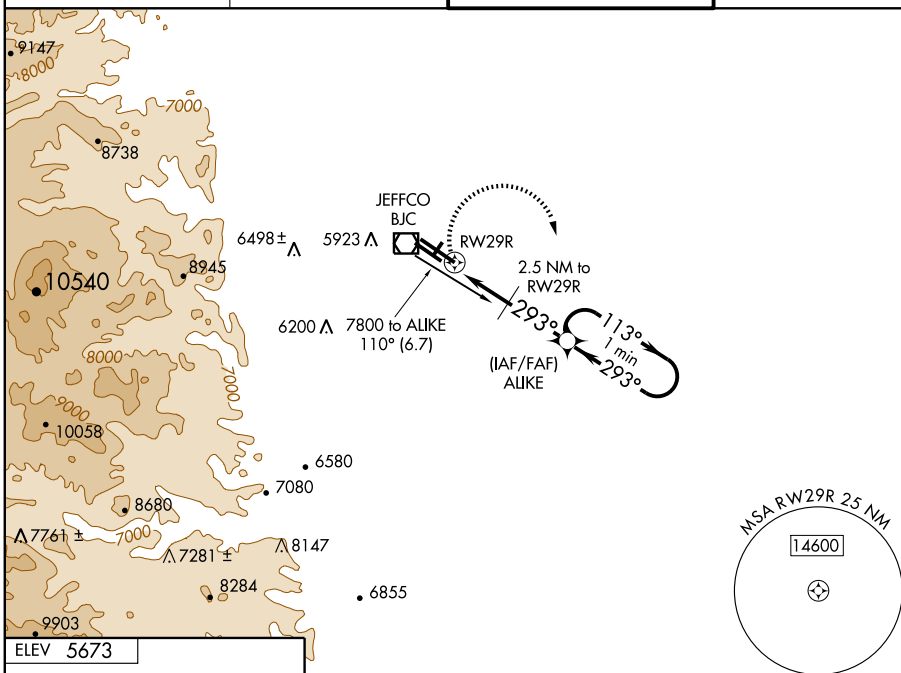 9147
8000
7000
8738
JEFFCO
BJC
6498 ±
5923
RW29R
8945
2.5 NM to
RW29R
10540
6200
7800 to ALIKE
110° (6.7)
293°
113°
1 min
293°
(IAF/FAF)
ALIKE
8000
7000
9000
10058
6580
7080
8680
7000
7761 ±
7281 ±
8147
8284
6855
9903
MSA RW29R 25 NM
14600
ELEV 5673